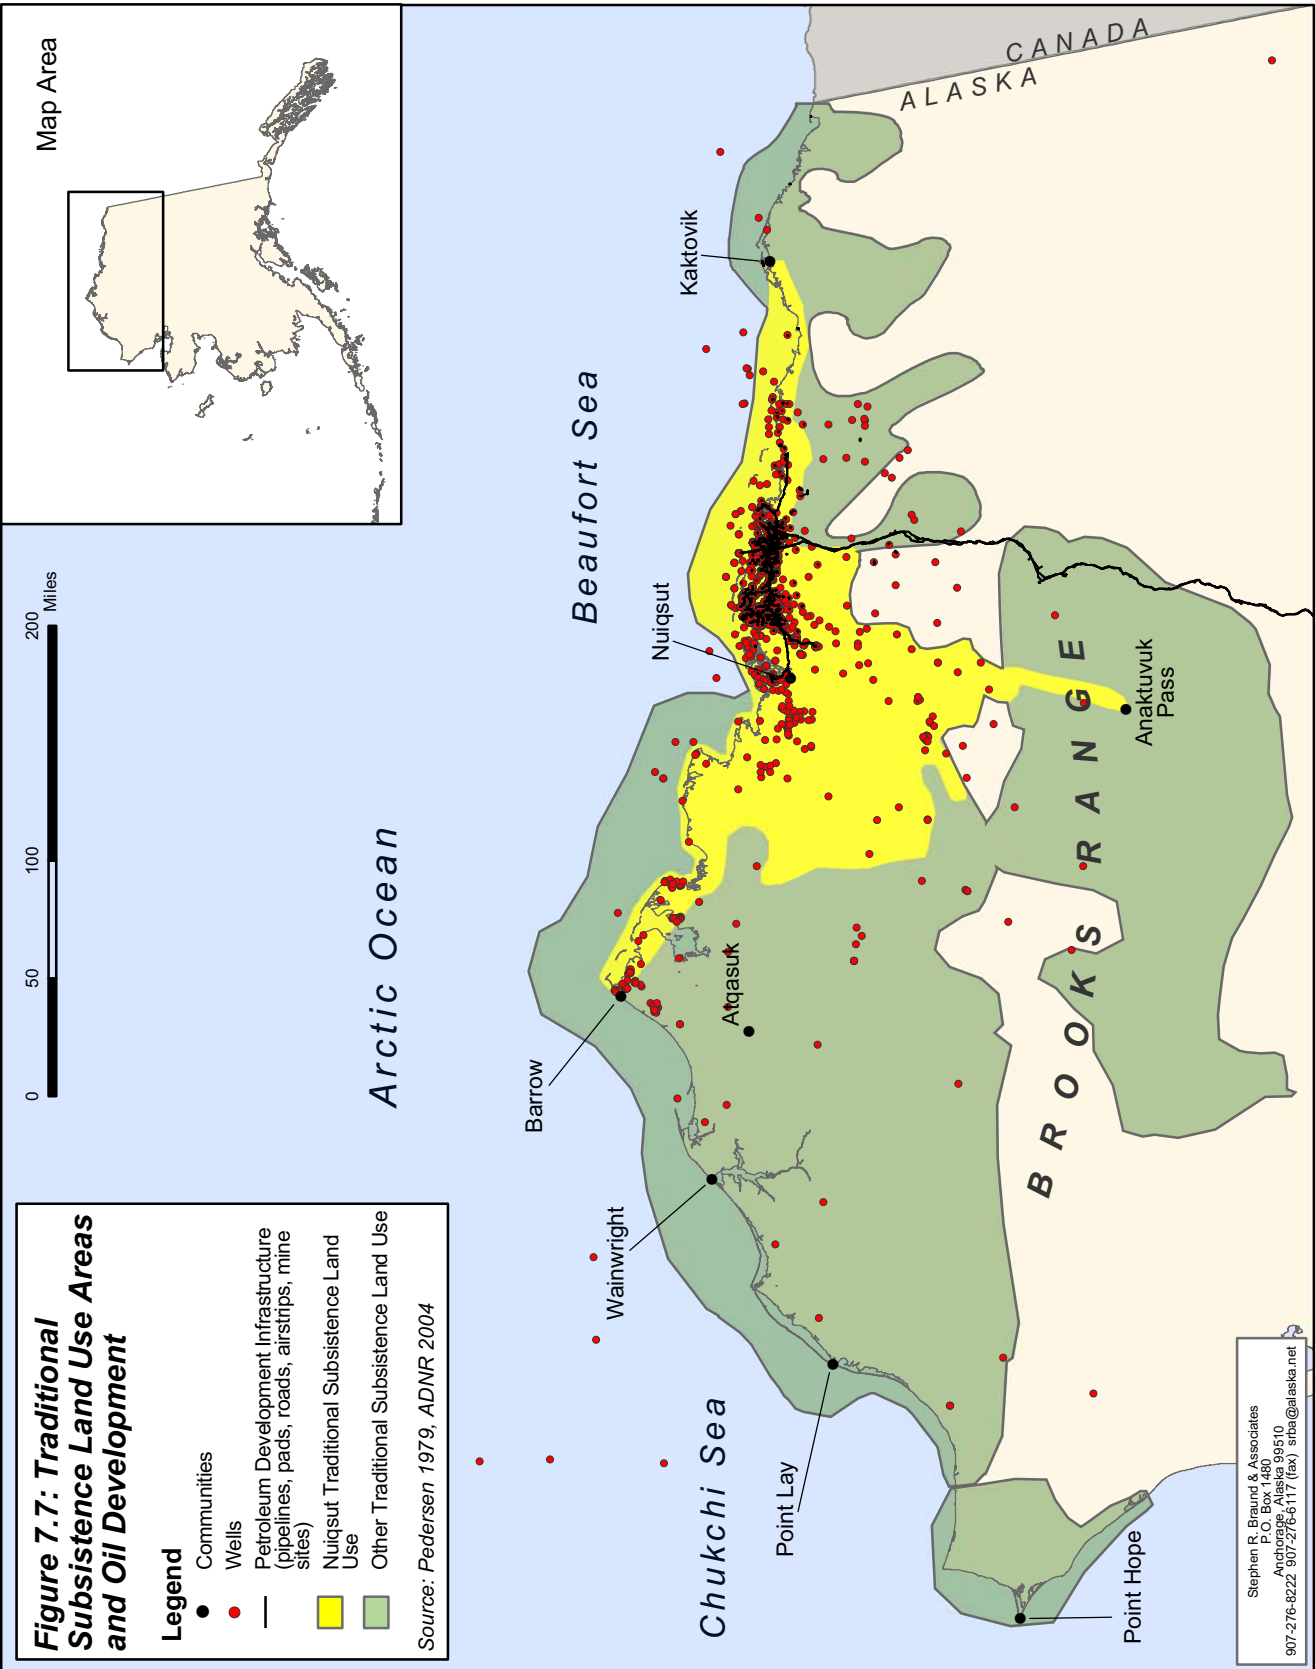 Figure 7.7: Traditional
Subsistence Land Use Areas
and Oil Development
Legend
Communities
Wells
Petroleum Development Infrastructure
(pipelines, pads, roads, airstrips, mine
sites)
Nuiqsut Traditional Subsistence Land
Use
Other Traditional Subsistence Land Use
Source: Pedersen 1979, ADNR 2004
0 50 100 200
Miles
Map Area
Arctic Ocean
Beaufort Sea
Chukchi Sea
Barrow
Wainwright
Point Lay
Point Hope
Atqasuk
Nuiqsut
Kaktovik
Anaktuvuk
Pass
BROOKS RANGE
ALASKA
CANADA
Stephen R. Braund & Associates
P.O. Box 1480
Anchorage, Alaska 99510
907-276-8222 907-276-6117 (fax) srba@alaska.net